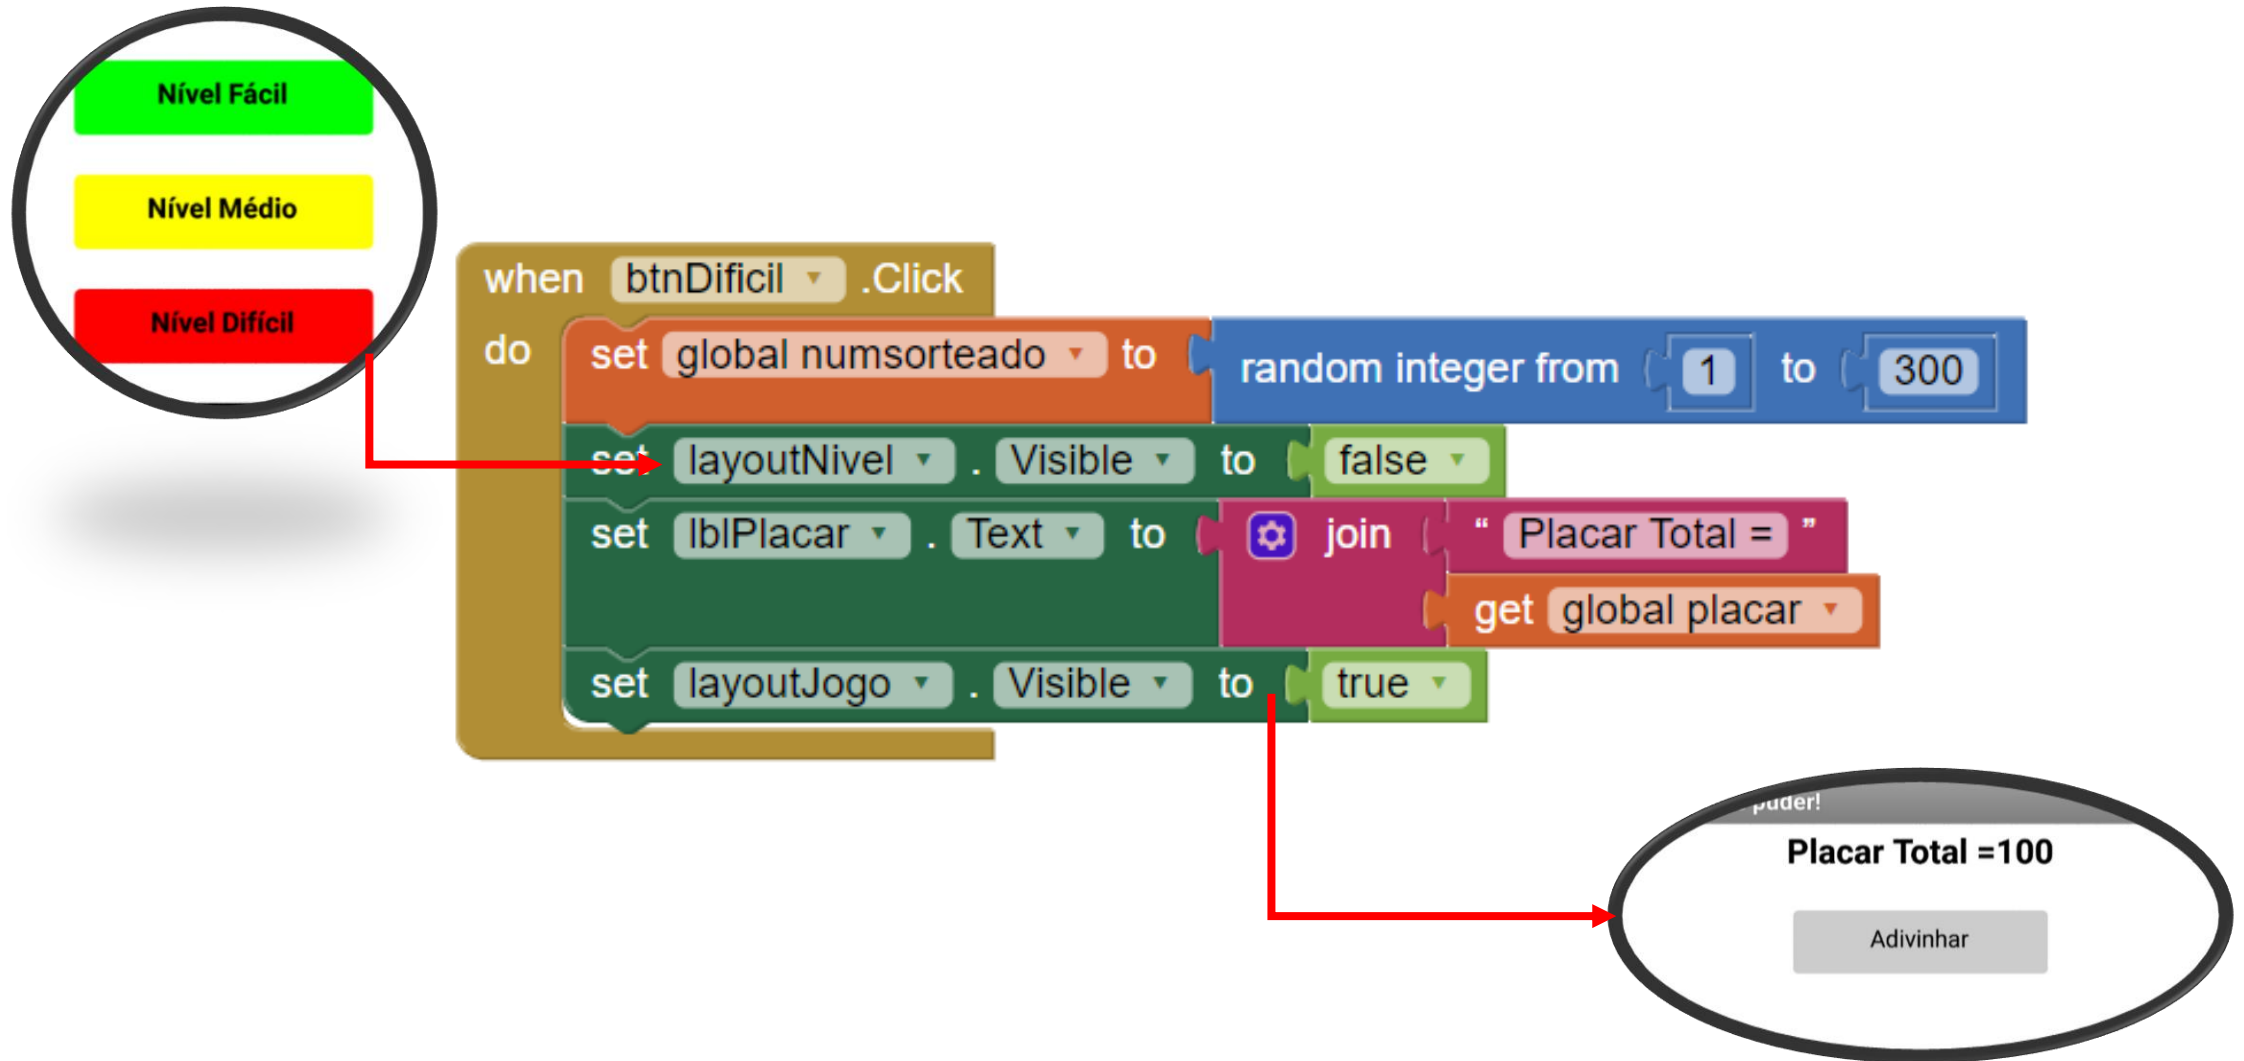 Nível Fácil
Nível Médio
Nível Difícil
when btnDificil .Click
do set global numsorteado to random integer from 1 to 300
set layoutNivel . Visible to false
set lblPlacar . Text to join “ Placar Total = ”
get global placar
set layoutJogo . Visible to true
puder!
Placar Total =100
Adivinhar